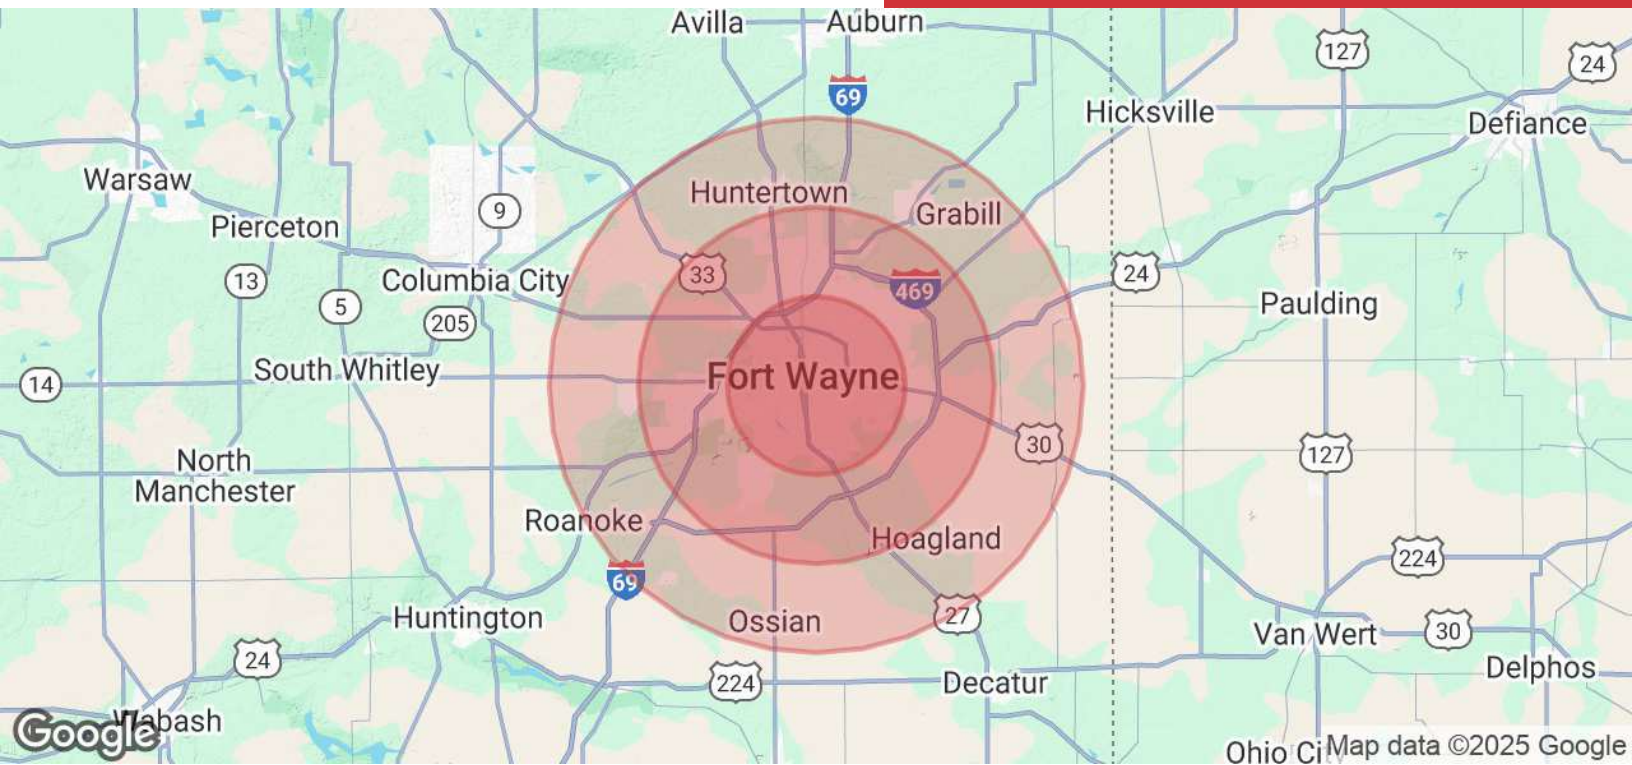 Avilla
Auburn
127
24
69
Hicksville
Defiance
Warsaw
Huntertown
9
Grabill
Pierceton
33
24
13
Columbia City
469
5
Paulding
205
Fort Wayne
South Whitley
14
30
127
North
Manchester
Roanoke
Hoagland
224
69
Huntington
Ossian
27
Van Wert
30
24
Delphos
224
Decatur
Wabash
Google
Ohio Ci
Map data ©2025 Google